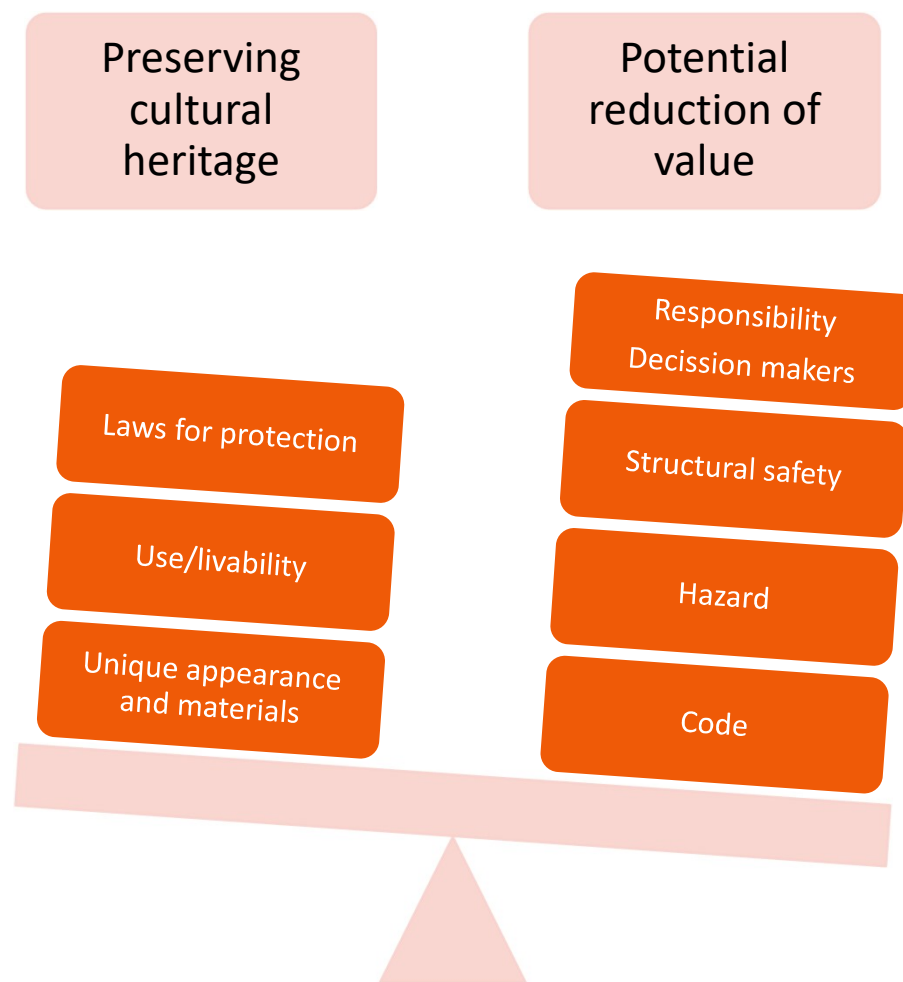 Preserving
cultural
heritage
Potential
reduction of
value
Laws for protection
Use/livability
Unique appearance
and materials
Responsibility
Decission makers
Structural safety
Hazard
Code